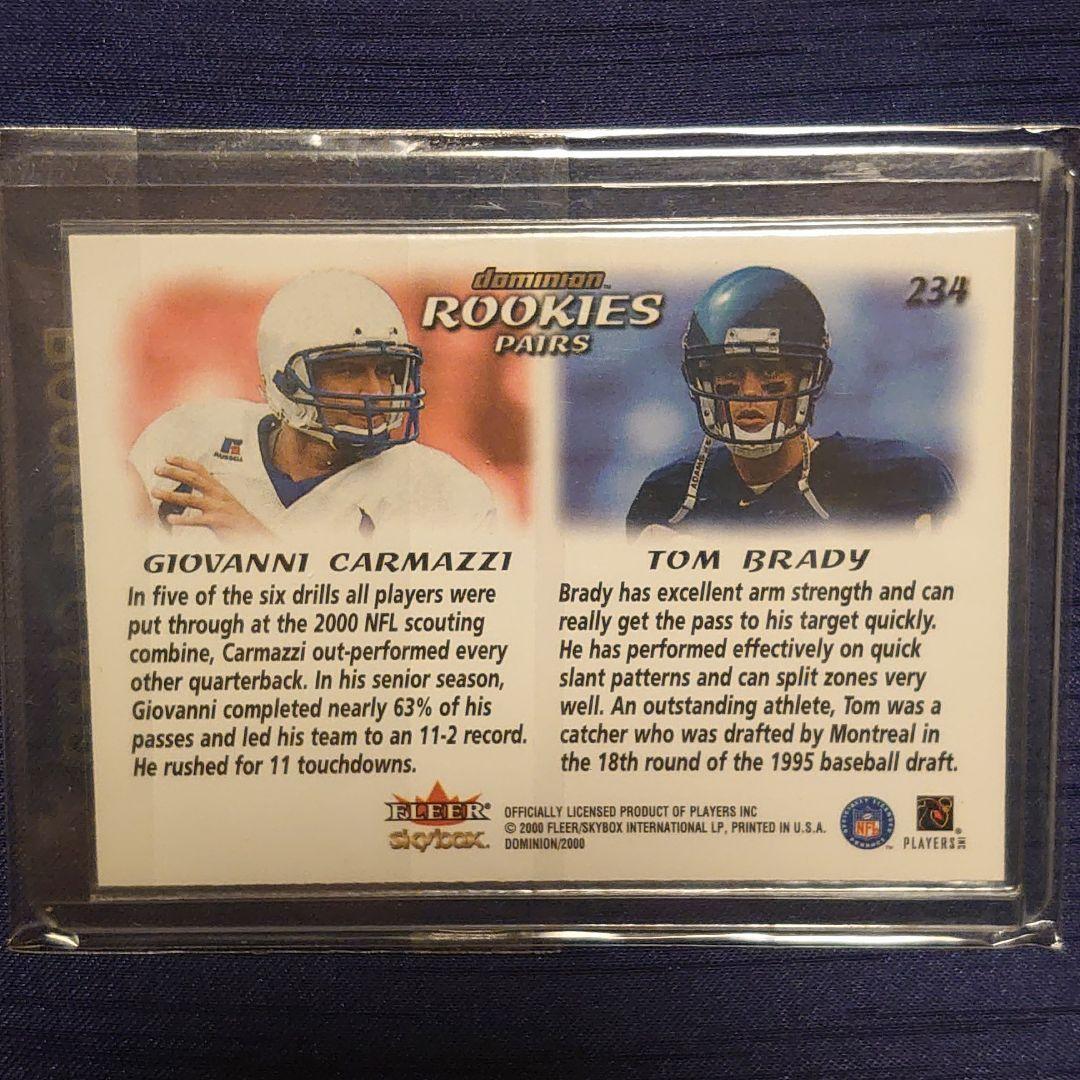 dominion™
ROOKIES
PAIRS
234
RUSSELL
ADAMS
GIOVANNI CARMAZZI
In five of the six drills all players were
put through at the 2000 NFL scouting
combine, Carmazzi out-performed every
other quarterback. In his senior season,
Giovanni completed nearly 63% of his
passes and led his team to an 11-2 record.
He rushed for 11 touchdowns.
TOM BRADY
Brady has excellent arm strength and can
really get the pass to his target quickly.
He has performed effectively on quick
slant patterns and can split zones very
well. An outstanding athlete, Tom was a
catcher who was drafted by Montreal in
the 18th round of the 1995 baseball draft.
FLEER®
skybox.
OFFICIALLY LICENSED PRODUCT OF PLAYERS INC
© 2000 FLEER/SKYBOX INTERNATIONAL LP, PRINTED IN U.S.A.
DOMINION/2000
NFL
PLAYERS INC